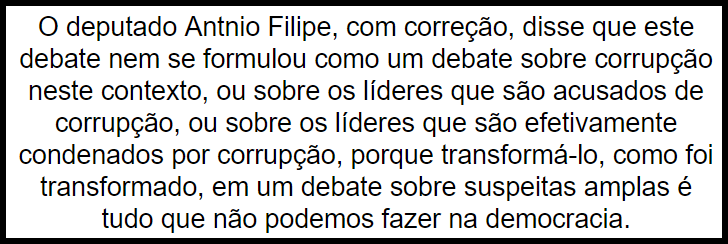 O deputado Antnio Filipe, com correção, disse que este
debate nem se formulou como um debate sobre corrupção
neste contexto, ou sobre os líderes que são acusados de
corrupção, ou sobre os líderes que são efetivamente
condenados por corrupção, porque transformá-lo, como foi
transformado, em um debate sobre suspeitas amplas é
tudo que não podemos fazer na democracia.